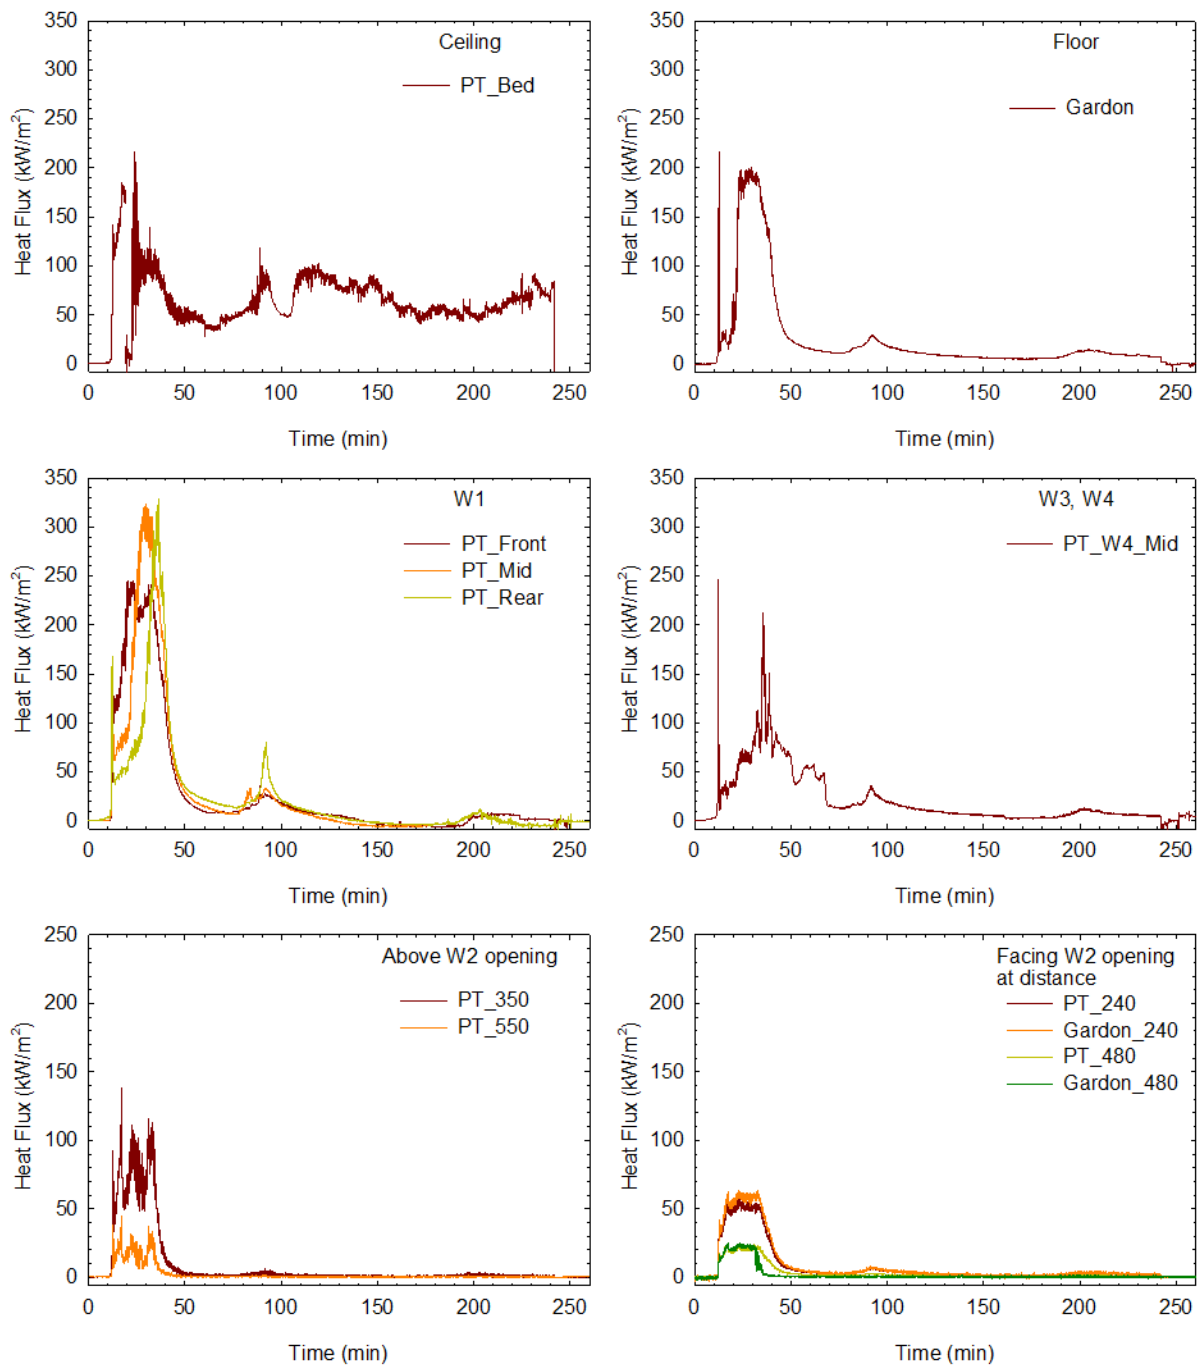 Ceiling
PT_Bed
Heat Flux (kW/m²)
350
300
250
200
150
100
50
0
0 50 100 150 200 250
Time (min)
Floor
Gardon
Heat Flux (kW/m²)
350
300
250
200
150
100
50
0
0 50 100 150 200 250
Time (min)
W1
PT_Front
PT_Mid
PT_Rear
Heat Flux (kW/m²)
350
300
250
200
150
100
50
0
0 50 100 150 200 250
Time (min)
W3, W4
PT_W4_Mid
Heat Flux (kW/m²)
350
300
250
200
150
100
50
0
0 50 100 150 200 250
Time (min)
Above W2 opening
PT_350
PT_550
Heat Flux (kW/m²)
250
200
150
100
50
0
0 50 100 150 200 250
Time (min)
Facing W2 opening
at distance
PT_240
Gardon_240
PT_480
Gardon_480
Heat Flux (kW/m²)
250
200
150
100
50
0
0 50 100 150 200 250
Time (min)